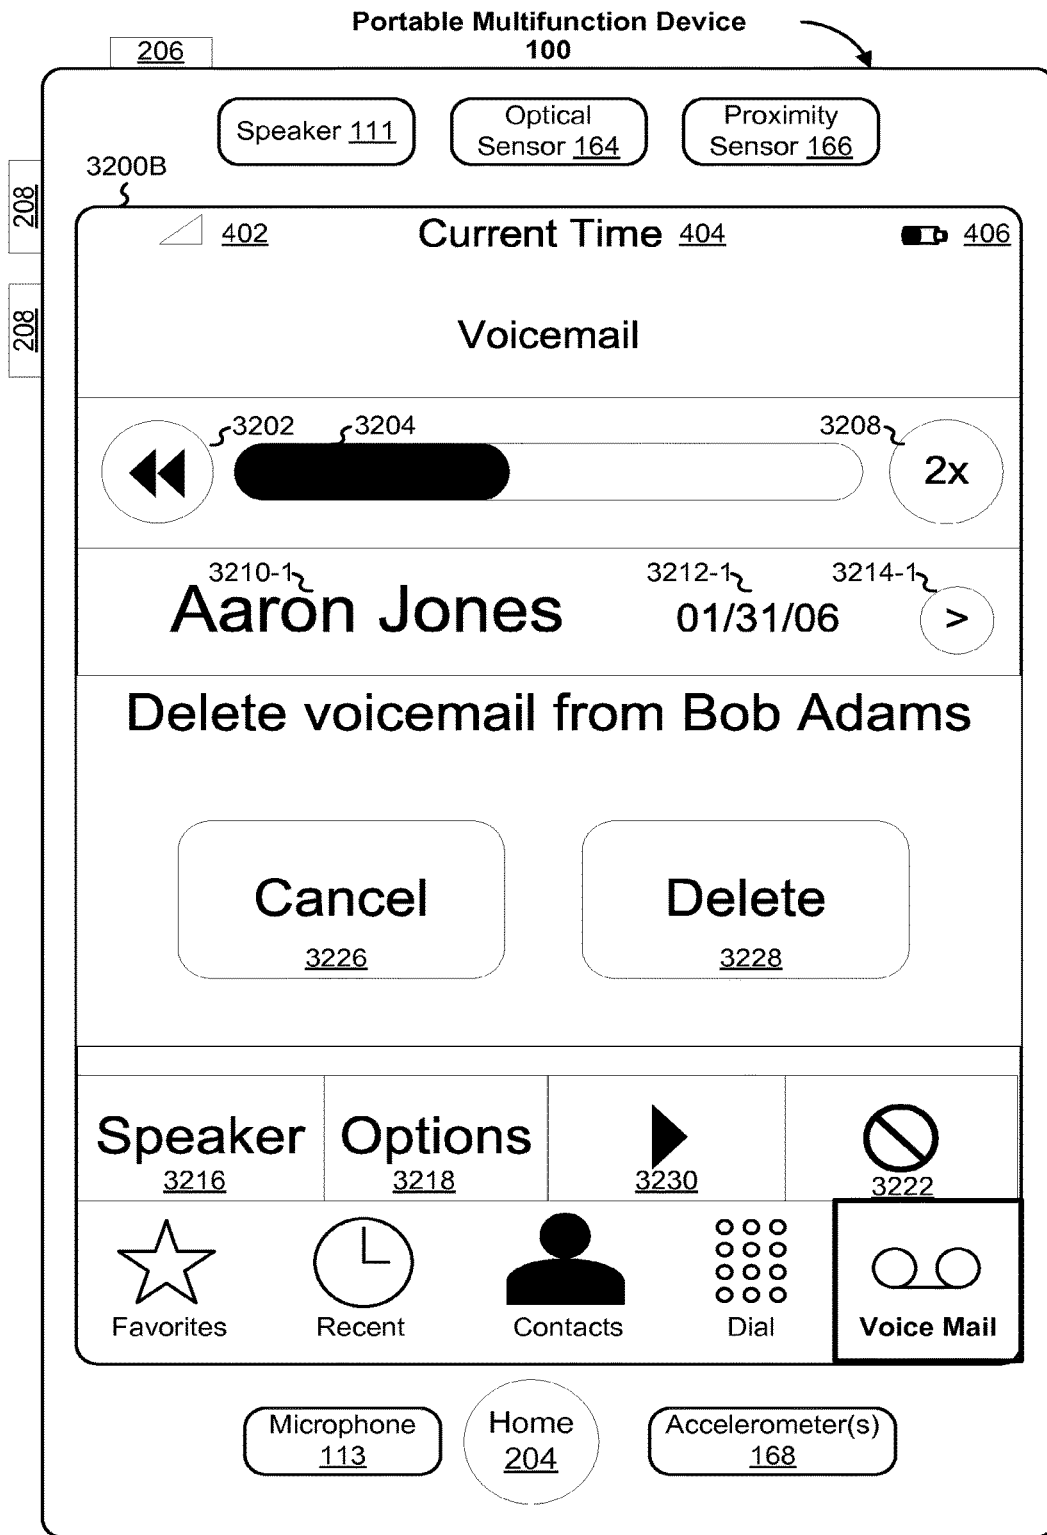 Portable Multifunction Device
100
206
Speaker 111
Optical
Sensor 164
Proximity
Sensor 166
3200B
208
208
402
Current Time 404
406
Voicemail
3202
3204
3208
2x
3210-1
3212-1
3214-1
Aaron Jones
01/31/06
>
Delete voicemail from Bob Adams
Cancel
3226
Delete
3228
Speaker
3216
Options
3218
3230
3222
Favorites
Recent
Contacts
Dial
Voice Mail
Microphone
113
Home
204
Accelerometer(s)
168